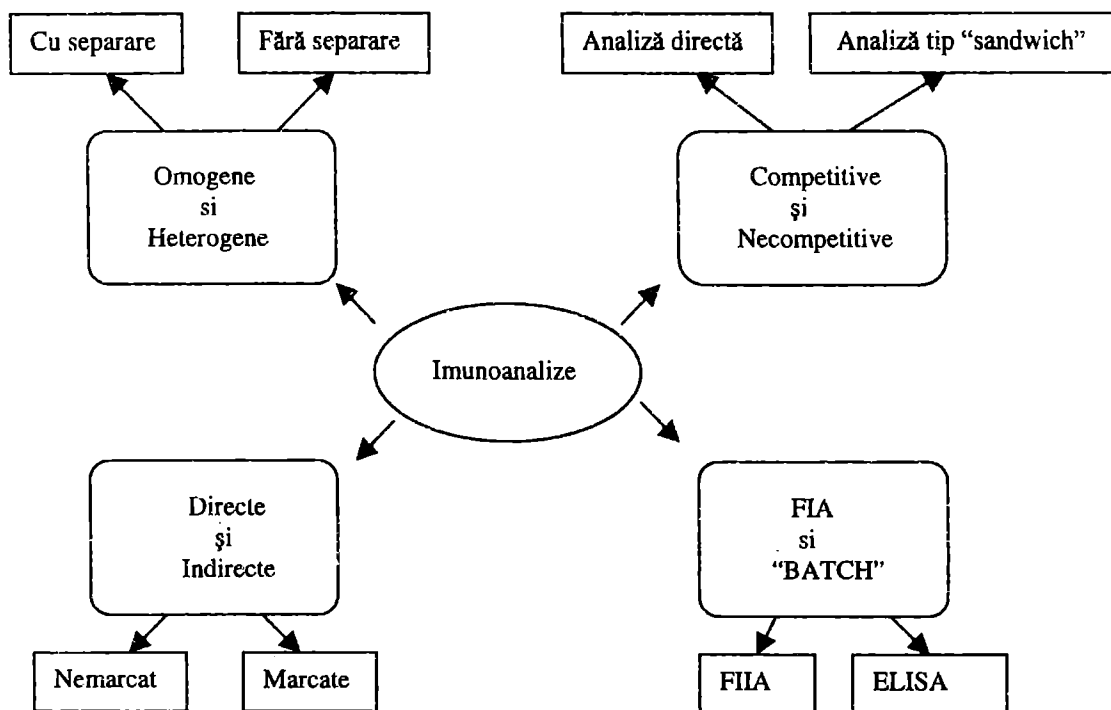 Cu separare
Fără separare
Analiză directă
Analiză tip “sandwich”
Omogene
si
Heterogene
Competitive
şi
Necompetitive
Imunoanalize
Directe
şi
Indirecte
FIA
si
“BATCH”
Nemarcat
Marcate
FIIA
ELISA